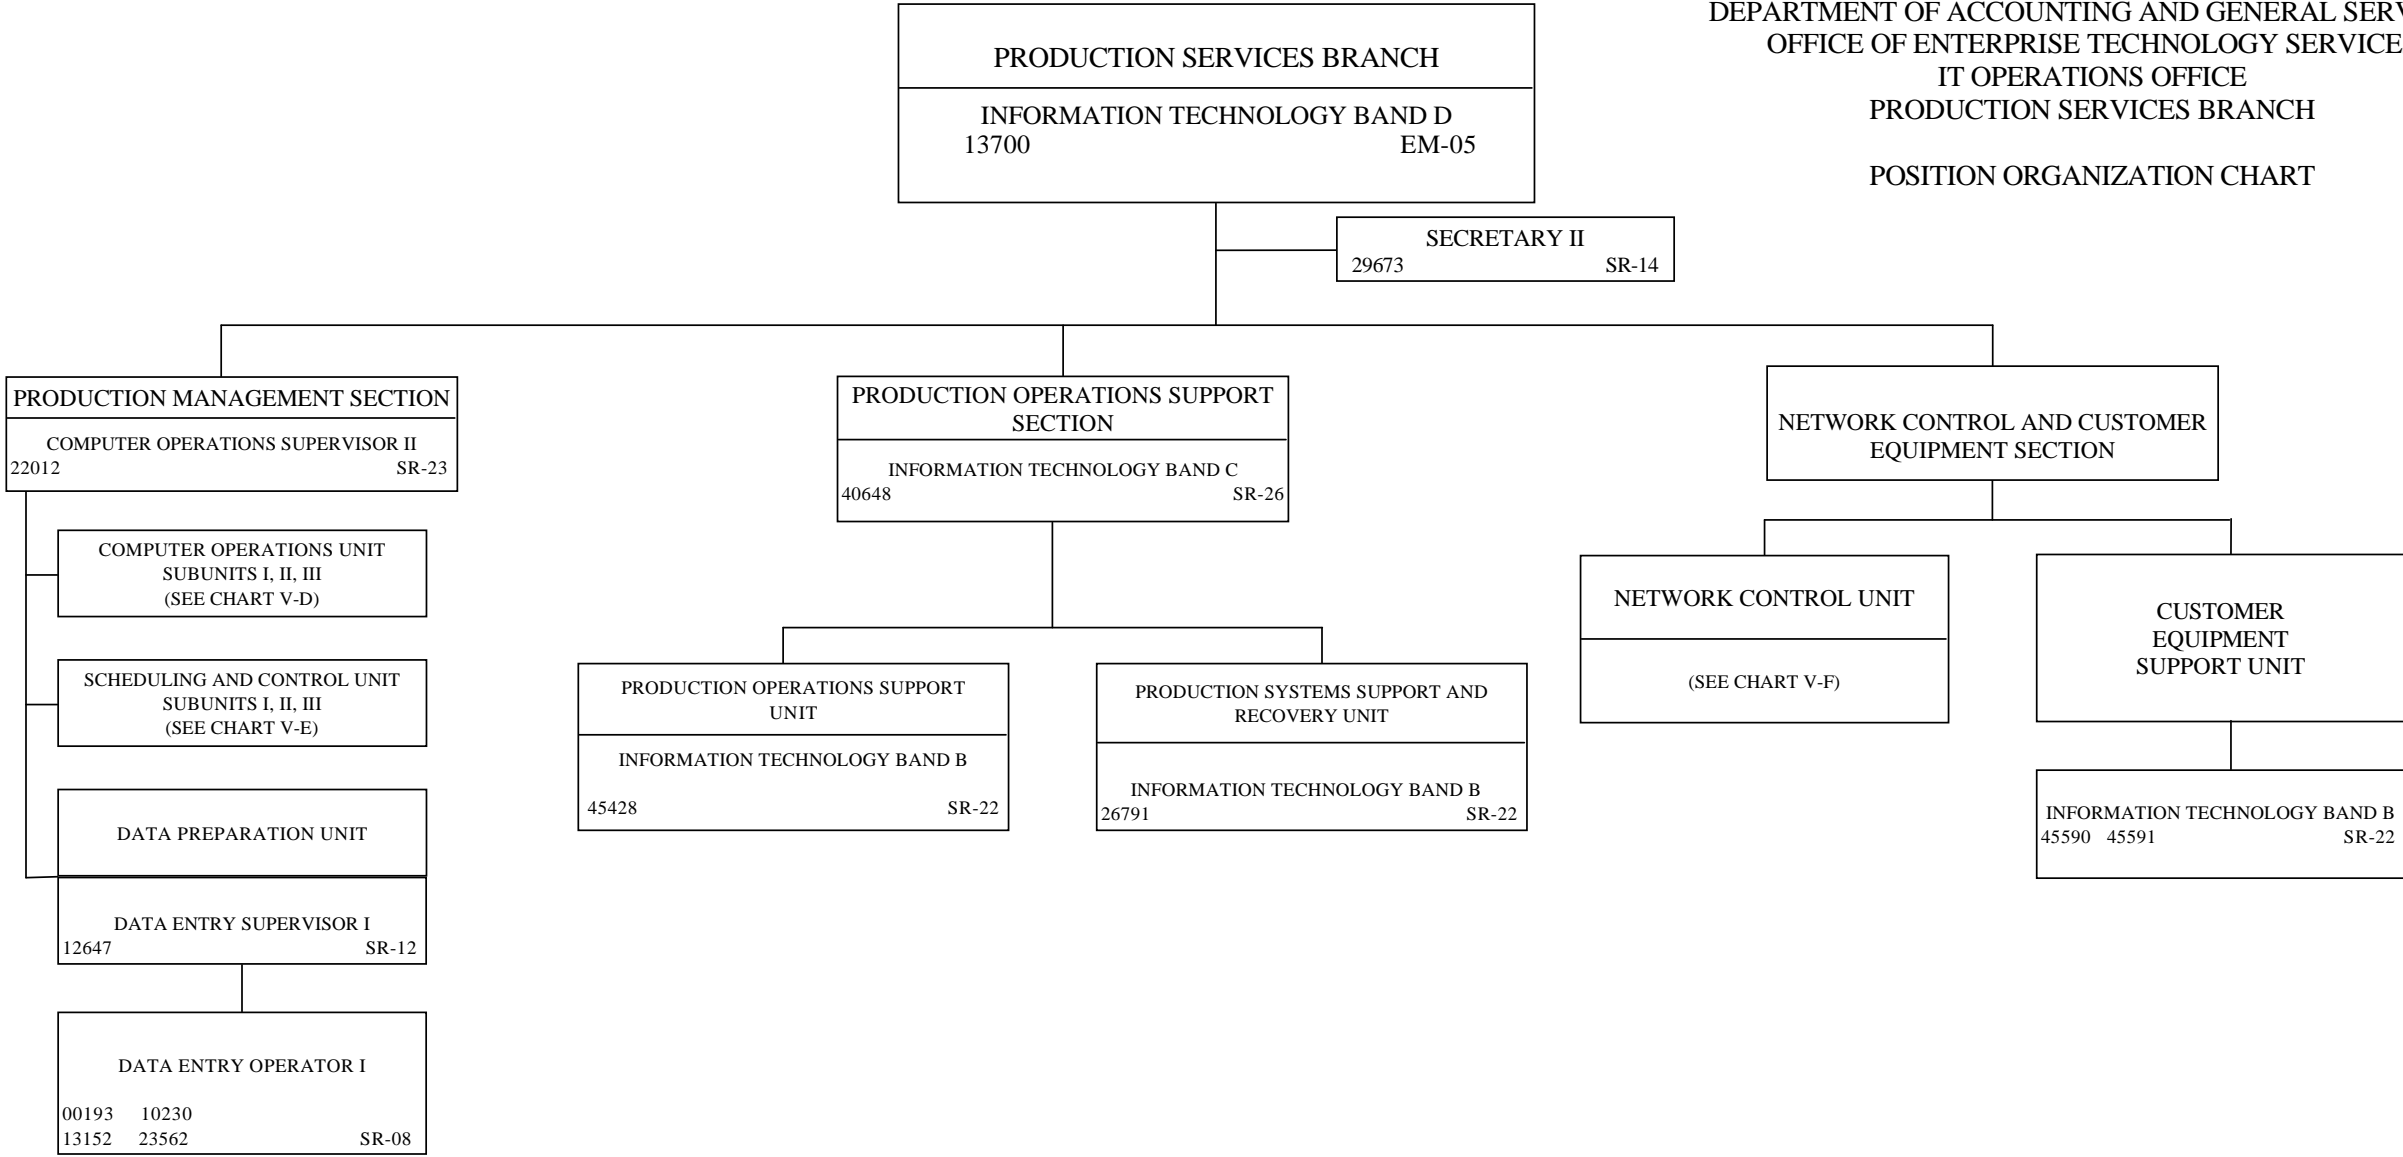 DEPARTMENT OF ACCOUNTING AND GENERAL
OFFICE OF ENTERPRISE TECHNOLOGY
IT OPERATIONS OFFICE
PRODUCTION SERVICES BRANCH
POSITION ORGANIZATION CHART
PRODUCTION SERVICES BRANCH
INFORMATION TECHNOLOGY BAND D
13700 EM-05
SECRETARY II
29673 SR-14
PRODUCTION MANAGEMENT SECTION
COMPUTER OPERATIONS SUPERVISOR II
22012 SR-23
COMPUTER OPERATIONS UNIT
SUBUNITS I, II, III
(SEE CHART V-D)
SCHEDULING AND CONTROL UNIT
SUBUNITS I, II, III
(SEE CHART V-E)
DATA PREPARATION UNIT
DATA ENTRY SUPERVISOR I
12647 SR-12
DATA ENTRY OPERATOR I
00193 10230
13152 23562 SR-08
PRODUCTION OPERATIONS SUPPORT
SECTION
INFORMATION TECHNOLOGY BAND C
40648 SR-26
PRODUCTION OPERATIONS SUPPORT
UNIT
INFORMATION TECHNOLOGY BAND B
45428 SR-22
PRODUCTION SYSTEMS SUPPORT AND
RECOVERY UNIT
INFORMATION TECHNOLOGY BAND B
26791 SR-22
NETWORK CONTROL AND CUSTOMER
EQUIPMENT SECTION
NETWORK CONTROL UNIT
(SEE CHART V-F)
CUSTOMER
EQUIPMENT
SUPPORT UNIT
INFORMATION TECHNOLOGY BAND B
45590 45591 SR-22